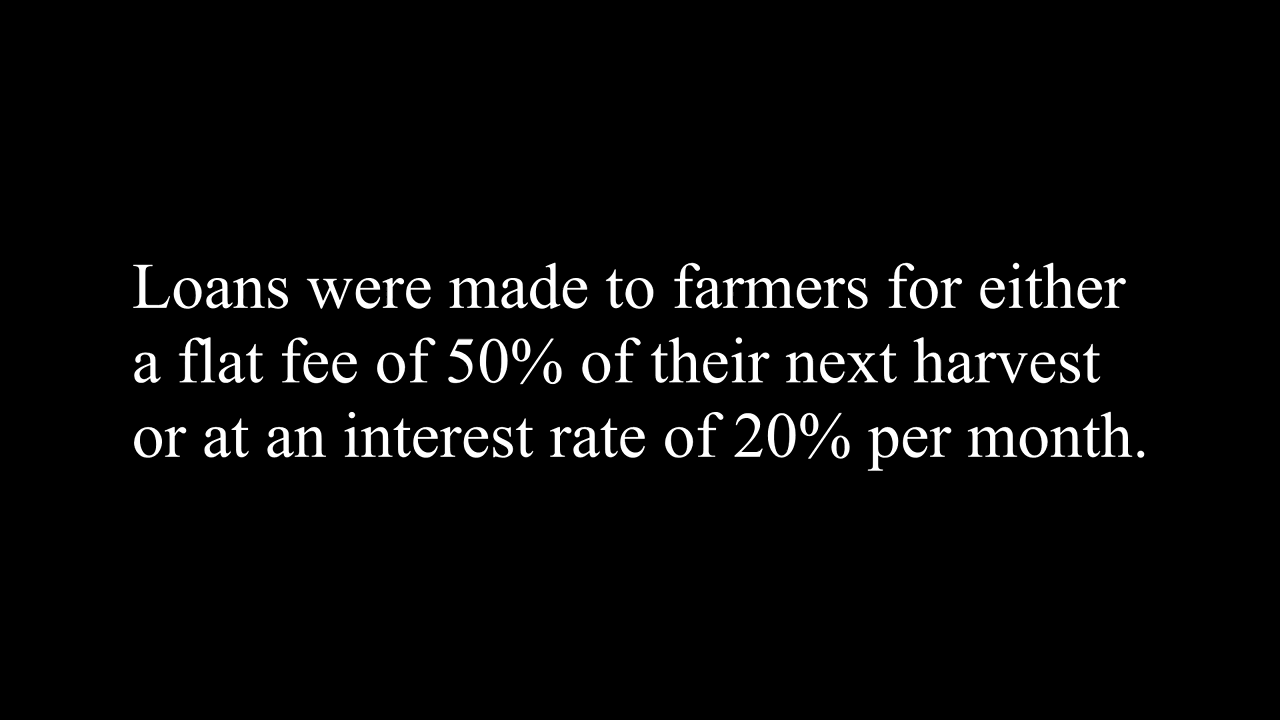 Loans were made to farmers for either
a flat fee of 50% of their next harvest
or at an interest rate of 20% per month.